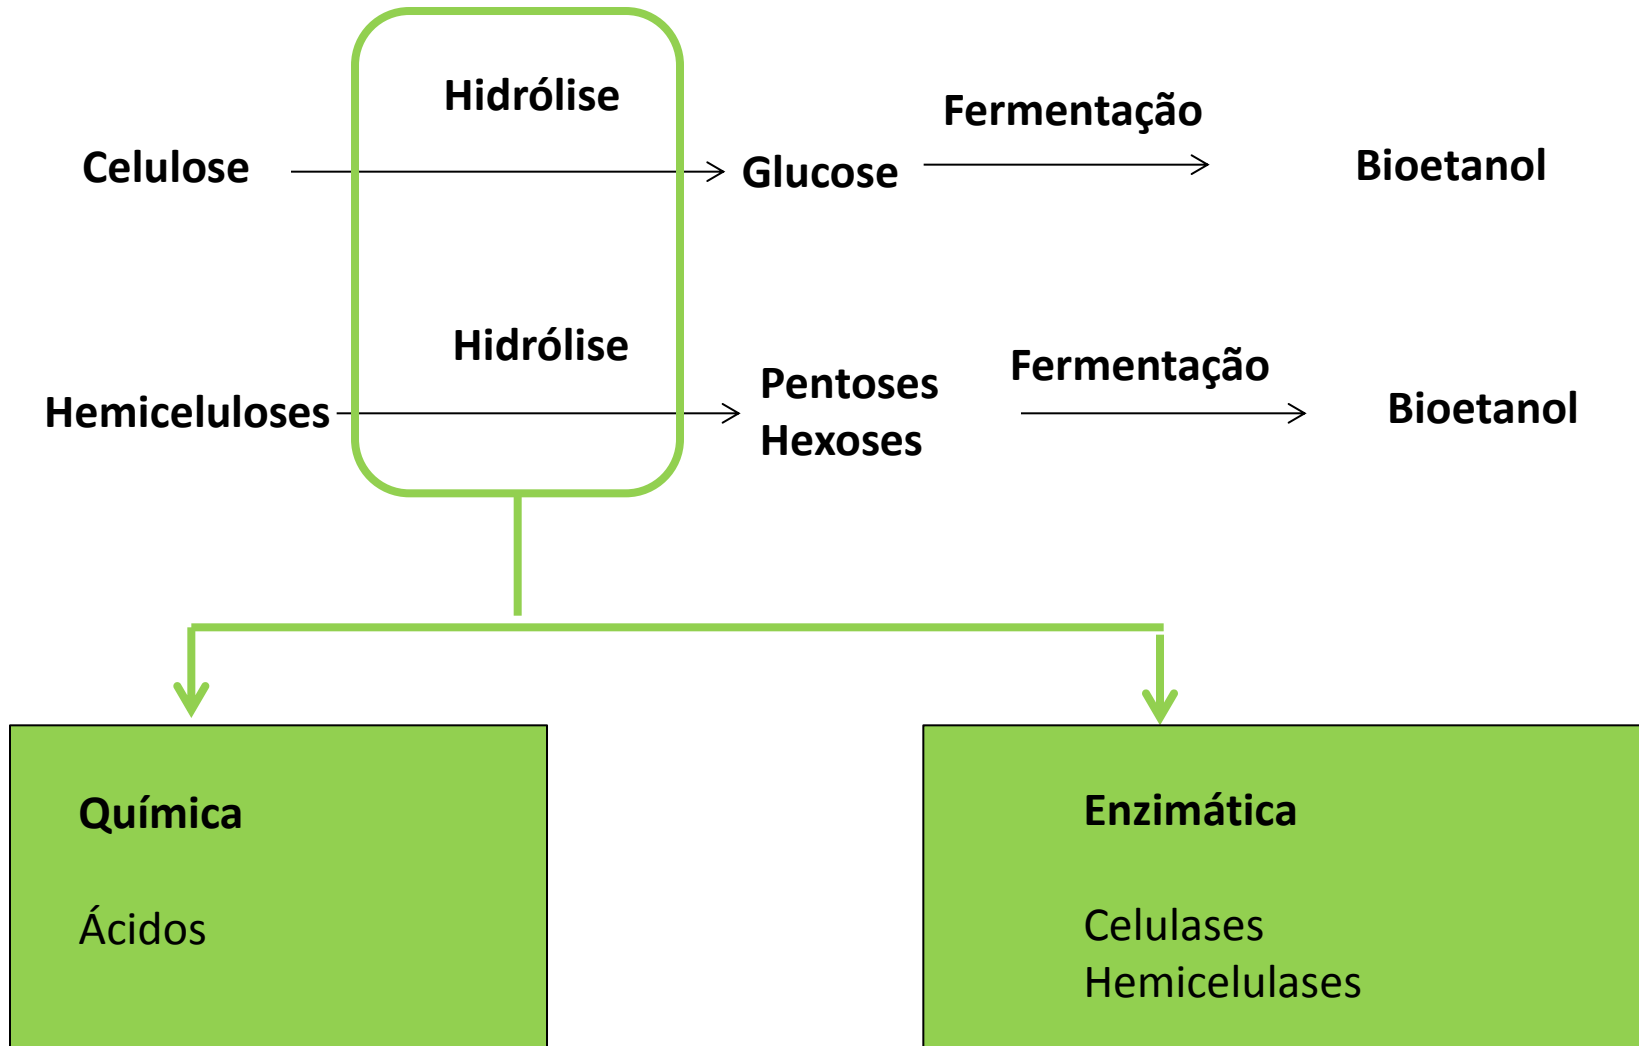 Hidrólise
Fermentação
Celulose
Glucose
Bioetanol
Hidrólise
Fermentação
Hemiceluloses
Pentoses
Hexoses
Bioetanol
Química
Ácidos
Enzimática
Celulases
Hemicelulases